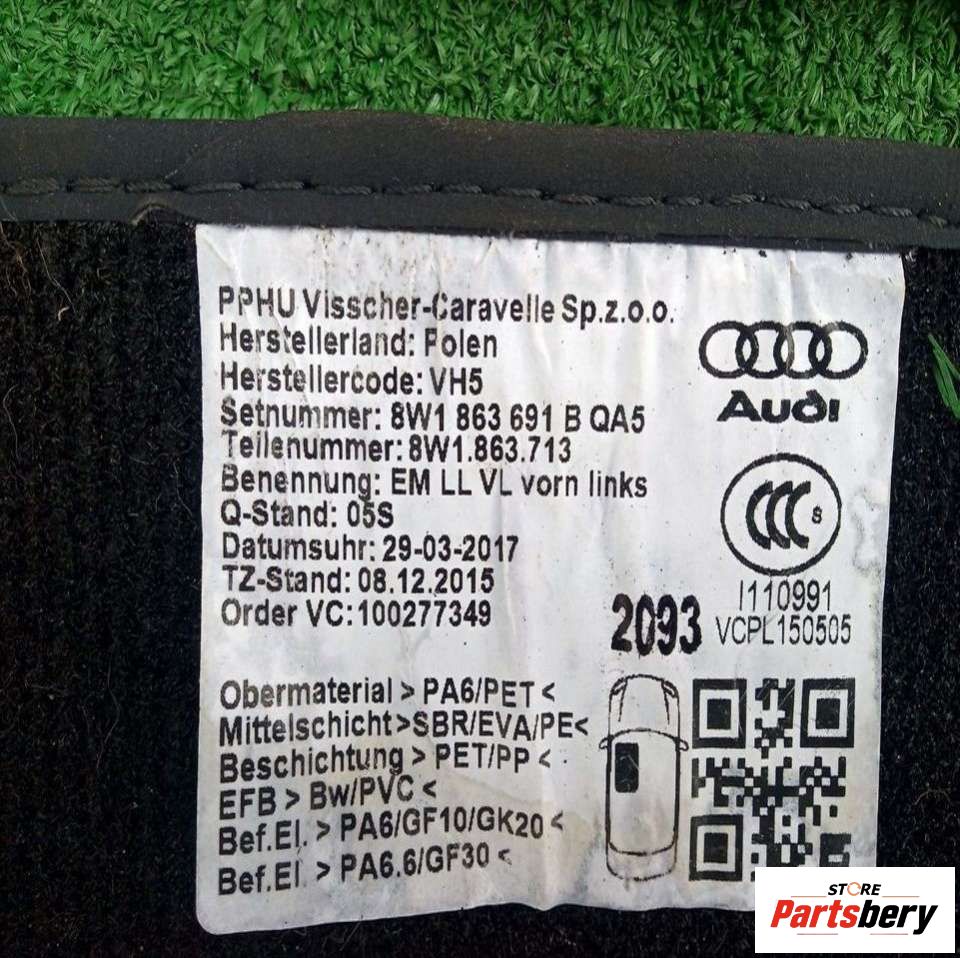 PPHU Visscher-Caravelle Sp.z.o.o.
Herstellerland: Polen
Herstellercode: VH5
Setnummer: 8W1 863 691 B QA5
Teilenummer: 8W1.863.713
Benennung: EM LL VL vorn links
Q-Stand: 05S
Datumsuhr: 29-03-2017
TZ-Stand: 08.12.2015
Order VC: 100277349
Audi
CCC S
2093
I110991
VCPL150505
Obermaterial > PA6/PET <
Mittelschicht>SBR/EVA/PE<
Beschichtung > PET/PP <
EFB > Bw/PVC <
Bef.El. > PA6/GF10/GK20 <
Bef.El > PA6.6/GF30 <
STORE
Partsbery